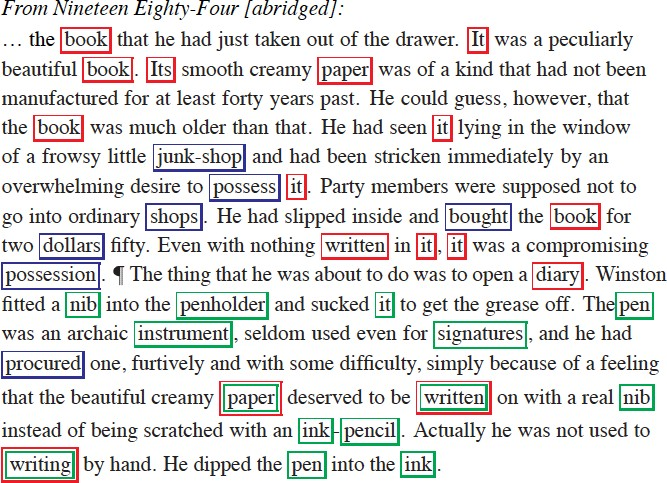 From Nineteen Eighty-Four [abridged]:
… the book that he had just taken out of the drawer. It was a peculiarly
beautiful book. Its smooth creamy paper was of a kind that had not been
manufactured for at least forty years past. He could guess, however, that
the book was much older than that. He had seen it lying in the window
of a frowsy little junk-shop and had been stricken immediately by an
overwhelming desire to possess it. Party members were supposed not to
go into ordinary shops. He had slipped inside and bought the book for
two dollars fifty. Even with nothing written in it, it was a compromising
possession. ¶ The thing that he was about to do was to open a diary. Winston
fitted a nib into the penholder and sucked it to get the grease off. The pen
was an archaic instrument, seldom used even for signatures, and he had
procured one, furtively and with some difficulty, simply because of a feeling
that the beautiful creamy paper deserved to be written on with a real nib
instead of being scratched with an ink-pencil. Actually he was not used to
writing by hand. He dipped the pen into the ink.